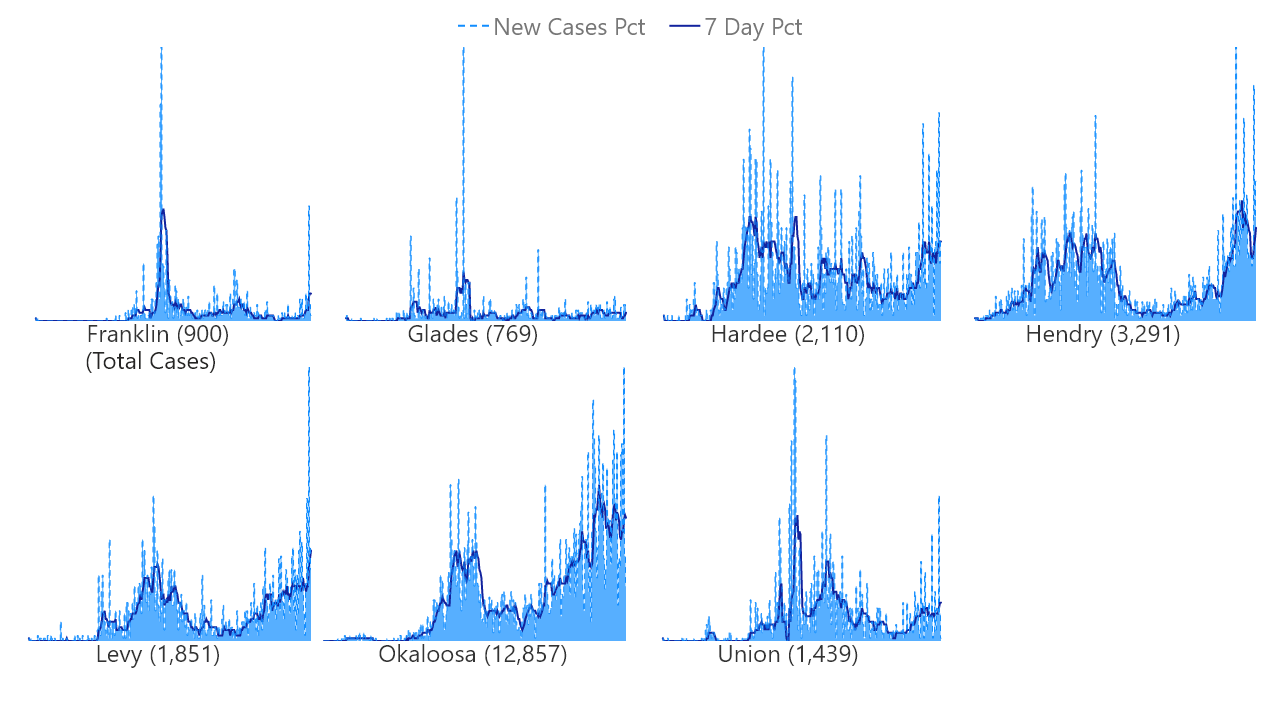 New Cases Pct 7 Day Pct
Franklin (900)
(Total Cases)
Glades (769)
Hardee (2,110)
Hendry (3,291)
Levy (1,851)
Okaloosa (12,857)
Union (1,439)